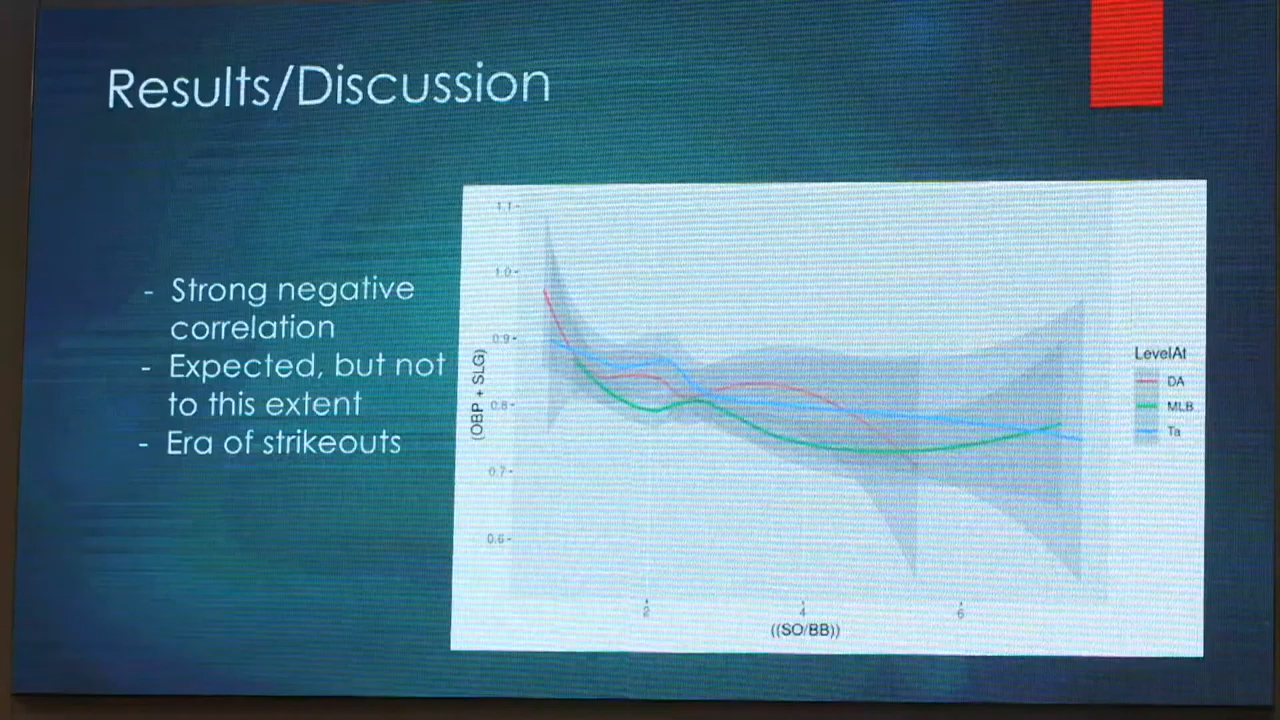 Results/Discussion
- Strong negative
correlation
- Expected, but not
to this extent
- Era of strikeouts
(OBP + SLG)
1.1
1.0
0.9
0.8
0.7
0.6
2
4
6
((SO/BB))
LevelAt
DA
MLB
Ta